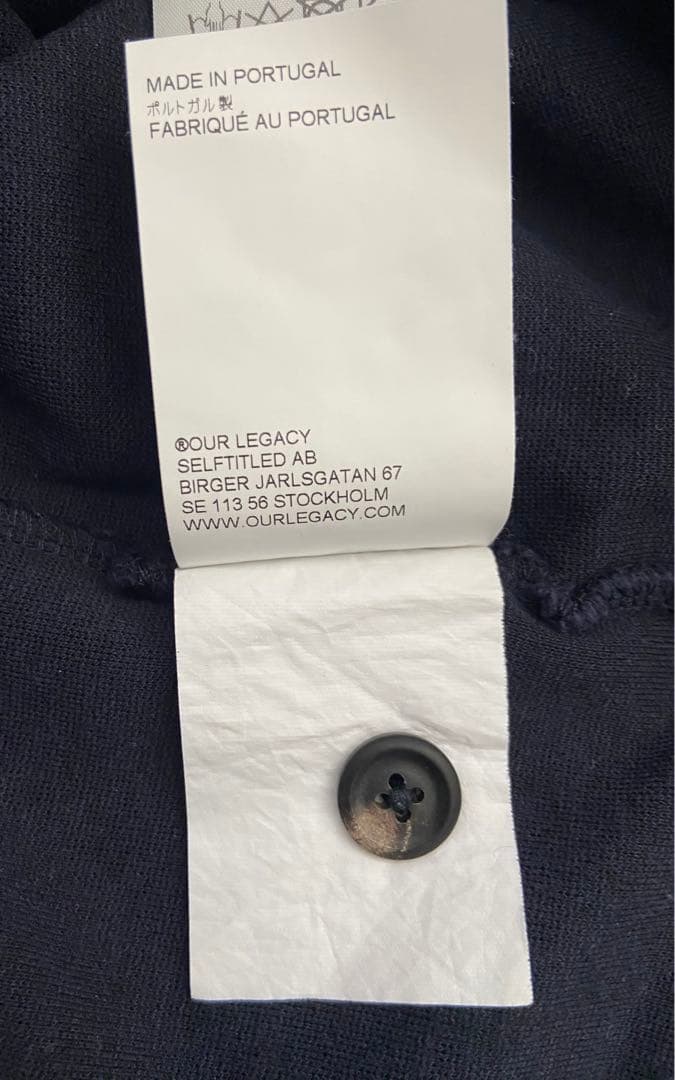 MADE IN PORTUGAL
ポルトガル製
FABRIQUÉ AU PORTUGAL
®OUR LEGACY
SELFTITLED AB
BIRGER JARLSGATAN 67
SE 113 56 STOCKHOLM
WWW.OURLEGACY.COM